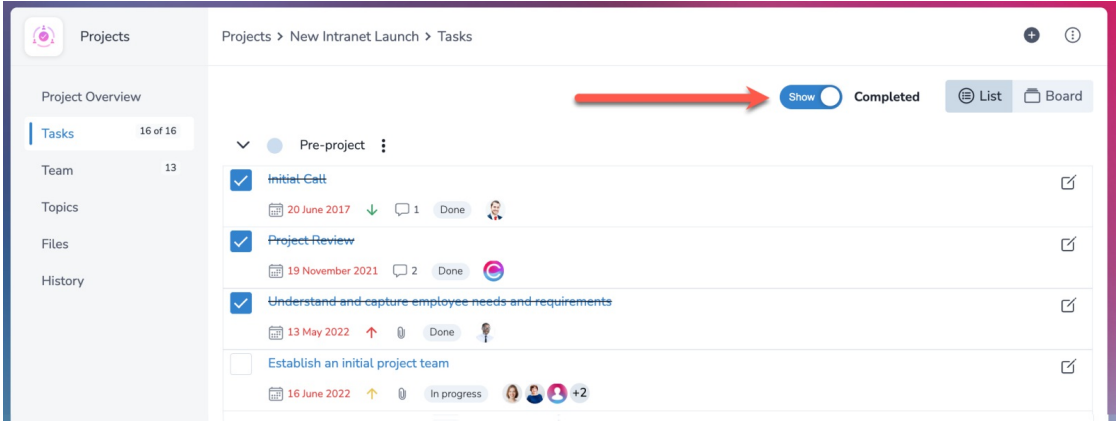 Projects
Projects > New Intranet Launch > Tasks
Show Completed
List
Board
Project Overview
Tasks 16 of 16
Team 13
Topics
Files
History
Pre-project
Initial Call
20 June 2017 1 Done
Project Review
19 November 2021 2 Done
Understand and capture employee needs and requirements
13 May 2022 Done
Establish an initial project team
16 June 2022 In progress +2